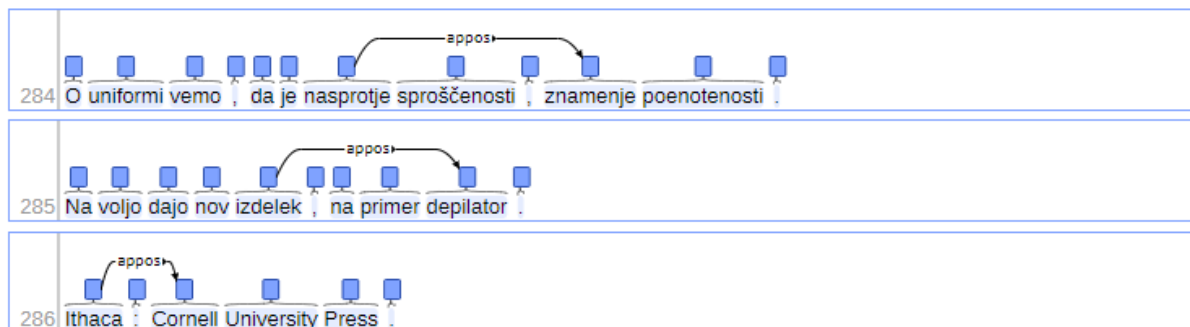 appos
284 O uniformi vemo , da je nasprotje sproščenosti , znamenje poenotenosti .
appos
285 Na voljo dajo nov izdelek , na primer depilator .
appos
286 Ithaca : Cornell University Press .